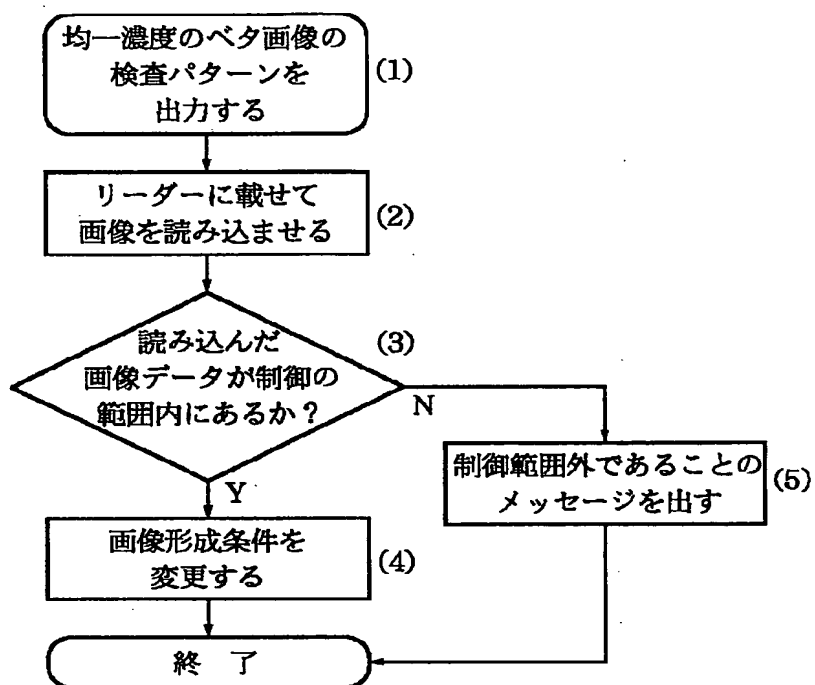 均一濃度のベタ画像の
検査パターンを
出力する
(1)
リーダーに載せて
画像を読み込ませる
(2)
読み込んだ
画像データが制御の
範囲内にあるか？
(3)
N
Y
制御範囲外であることの
メッセージを出す
(5)
画像形成条件を
変更する
(4)
終 了